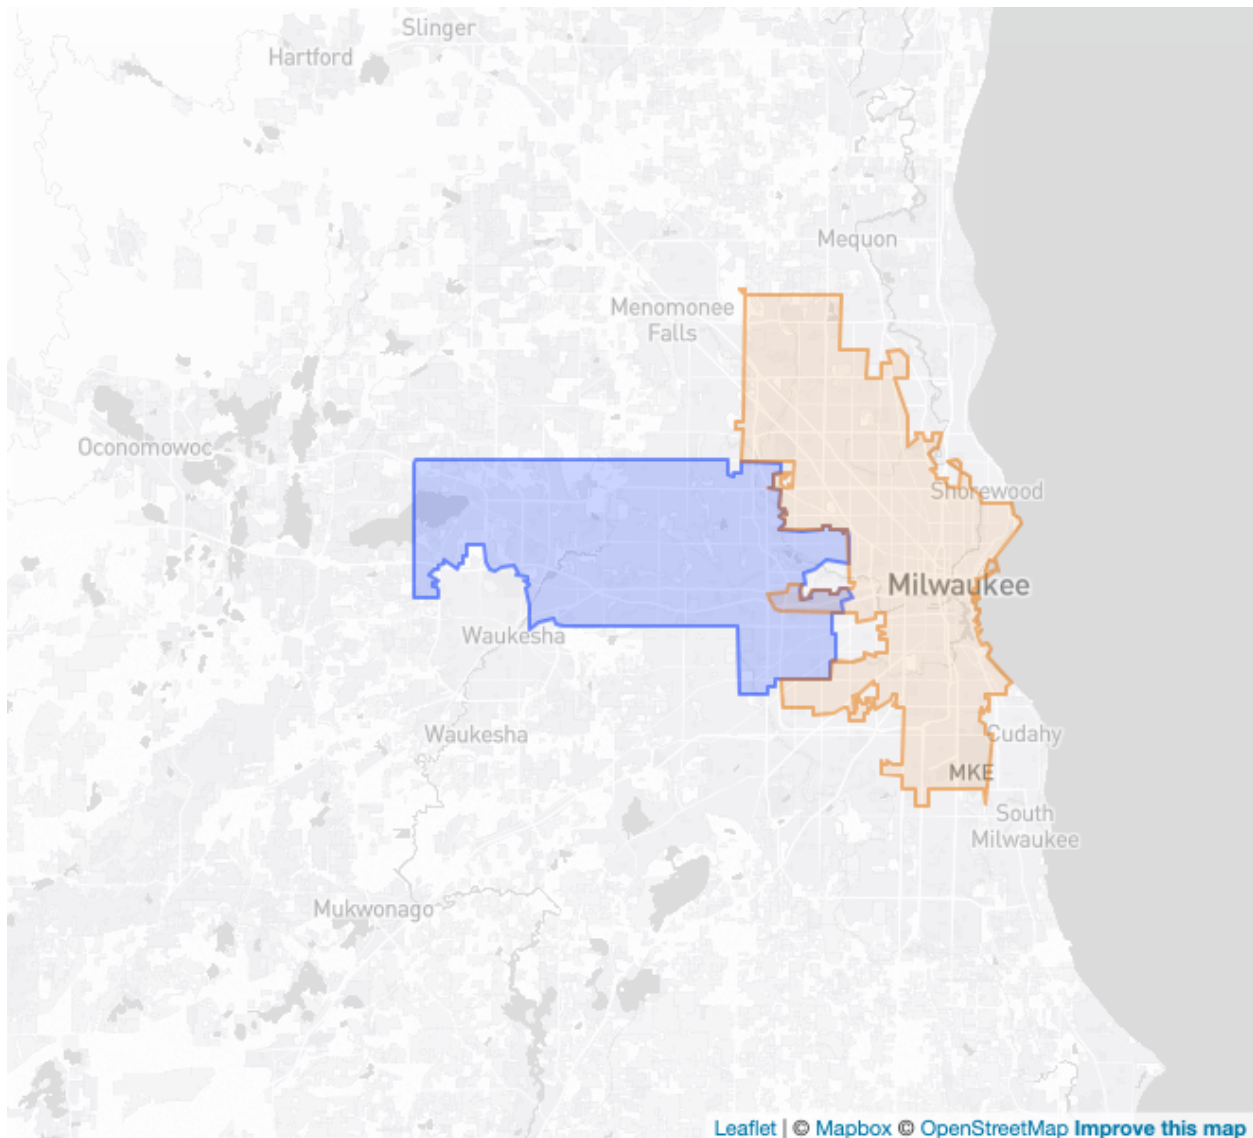 Slinger
Hartford
Mequon
Menomonee
Falls
Oconomowoc
Shorewood
Milwaukee
Waukesha
Waukesha
Cudahy
MKE
South
Milwaukee
Mukwonago
Leaflet | © Mapbox © OpenStreetMap Improve this map